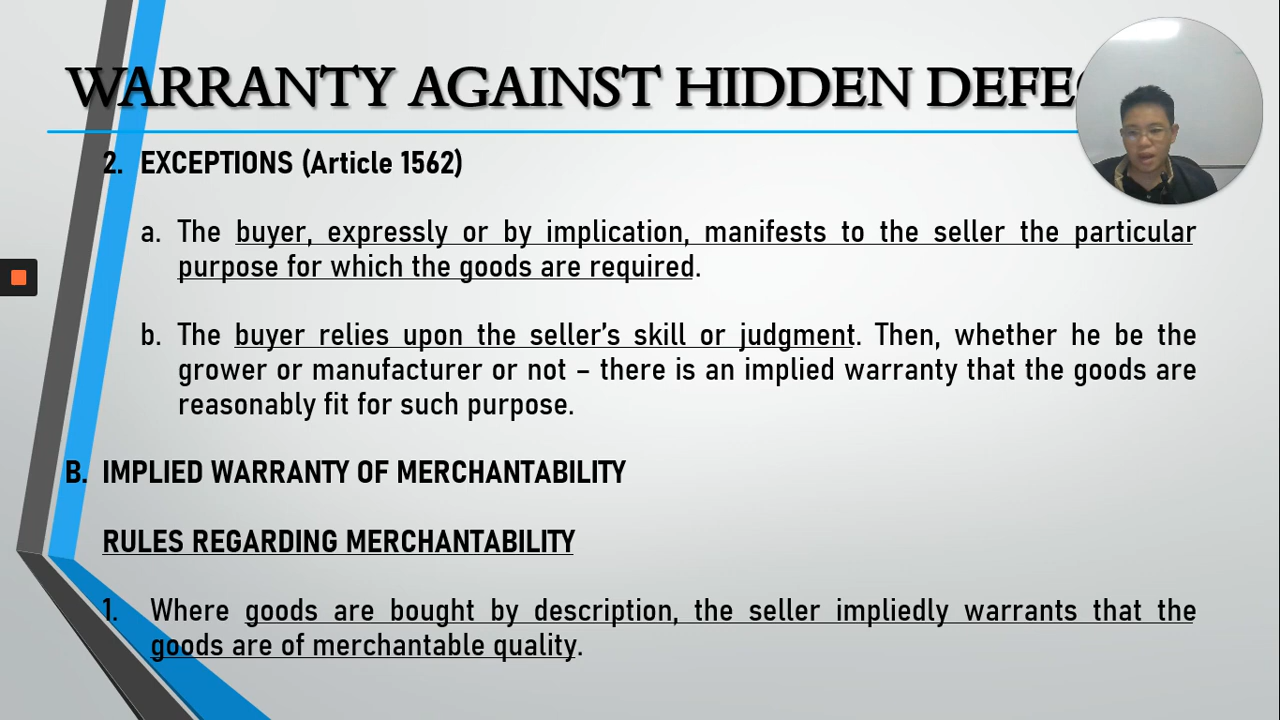 WARRANTY AGAINST HIDDEN
2. EXCEPTIONS (Article 1562)
a. The buyer, expressly or by implication, manifests to the seller the particular
purpose for which the goods are required.
b. The buyer relies upon the seller’s skill or judgment. Then, whether he be the
grower or manufacturer or not – there is an implied warranty that the goods are
reasonably fit for such purpose.
B. IMPLIED WARRANTY OF MERCHANTABILITY
RULES REGARDING MERCHANTABILITY
1. Where goods are bought by description, the seller impliedly warrants that the
goods are of merchantable quality.